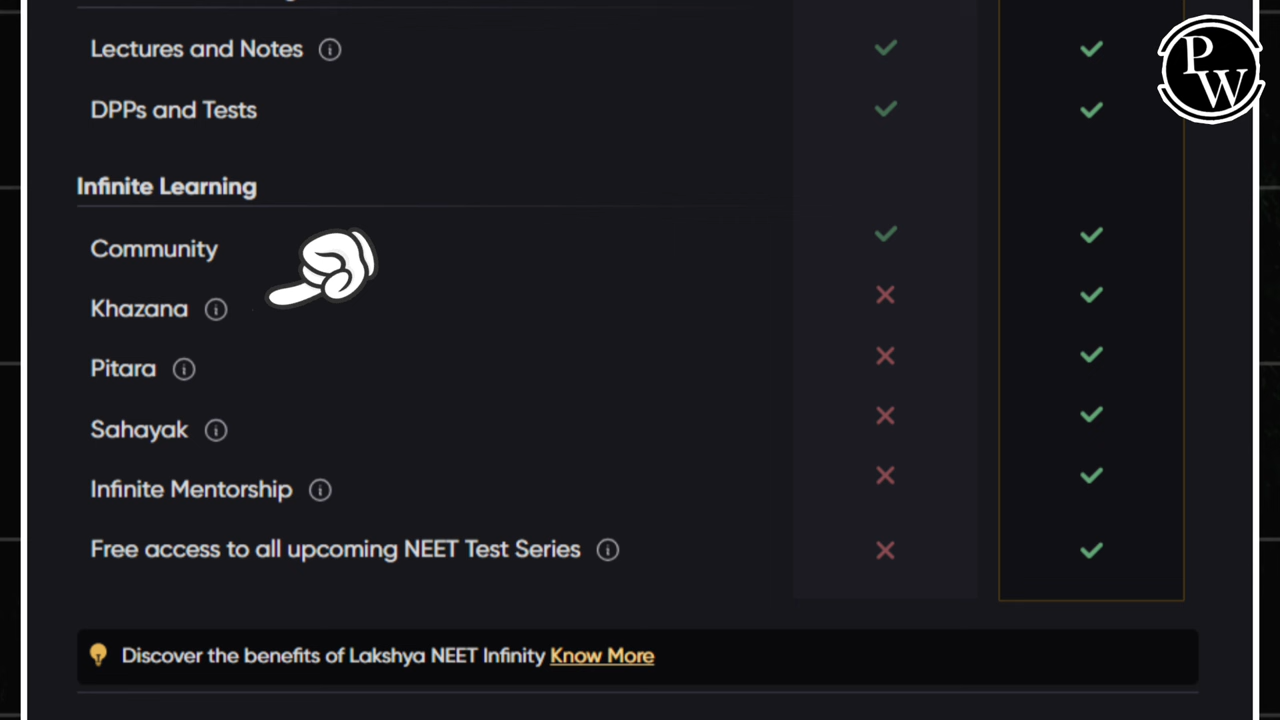 Lectures and Notes
DPPs and Tests
Infinite Learning
Community
Khazana
Pitara
Sahayak
Infinite Mentorship
Free access to all upcoming NEET Test Series
Discover the benefits of Lakshya NEET Infinity Know More
PW